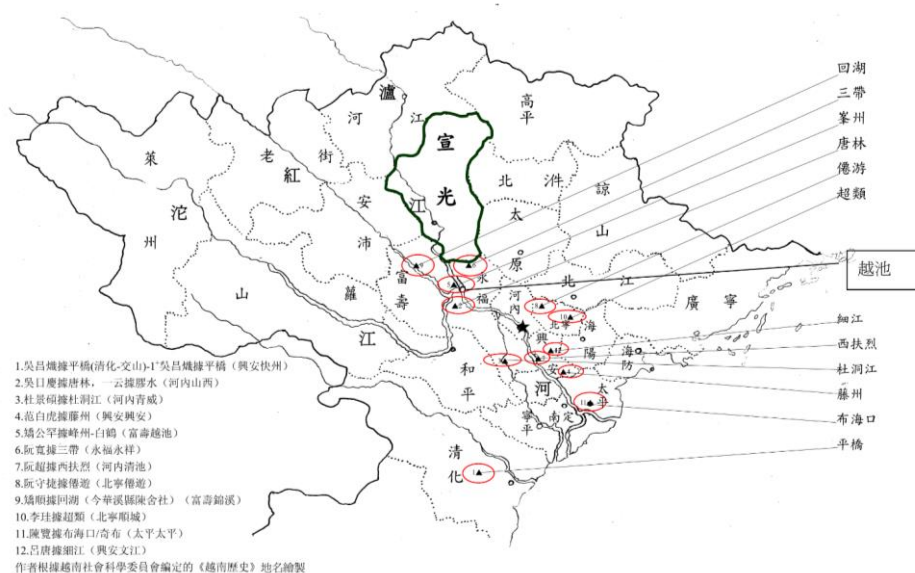 回湖
三帶
峯州
唐林
僊游
超類
越池
細江
西扶烈
杜洞江
藤州
布海口
平橋
瀘江
河江
高平
宣光
萊州
老街
紅江
安沛
北𣴓
太原
諒山
沱江
山蘿
富壽
永福
河內
北江
北寧
廣寧
海陽
海防
興安
和平
河
太平
南定
寧平
清化
1.吳昌熾據平橋(清化-交山)-1'吳昌熾據平橋（興安快州）
2.吳日慶據唐林，一云據膠水（河內山西）
3.杜景碩據杜洞江（河內青威）
4.范白虎據藤州（興安興安）
5.矯公罕據峰州-白鶴（富壽越池）
6.阮寬據三帶（永福永祥）
7.阮超據西扶烈（河內清池）
8.阮守捷據僊遊（北寧僊遊）
9.矯順據回湖（今華溪縣陳舍社）（富壽錦溪）
10.李珪據超類（北寧順城）
11.陳覽據布海口/奇布（太平太平）
12.呂唐據細江（興安文江）
作者根據越南社會科學委員會編定的《越南歷史》地名繪製